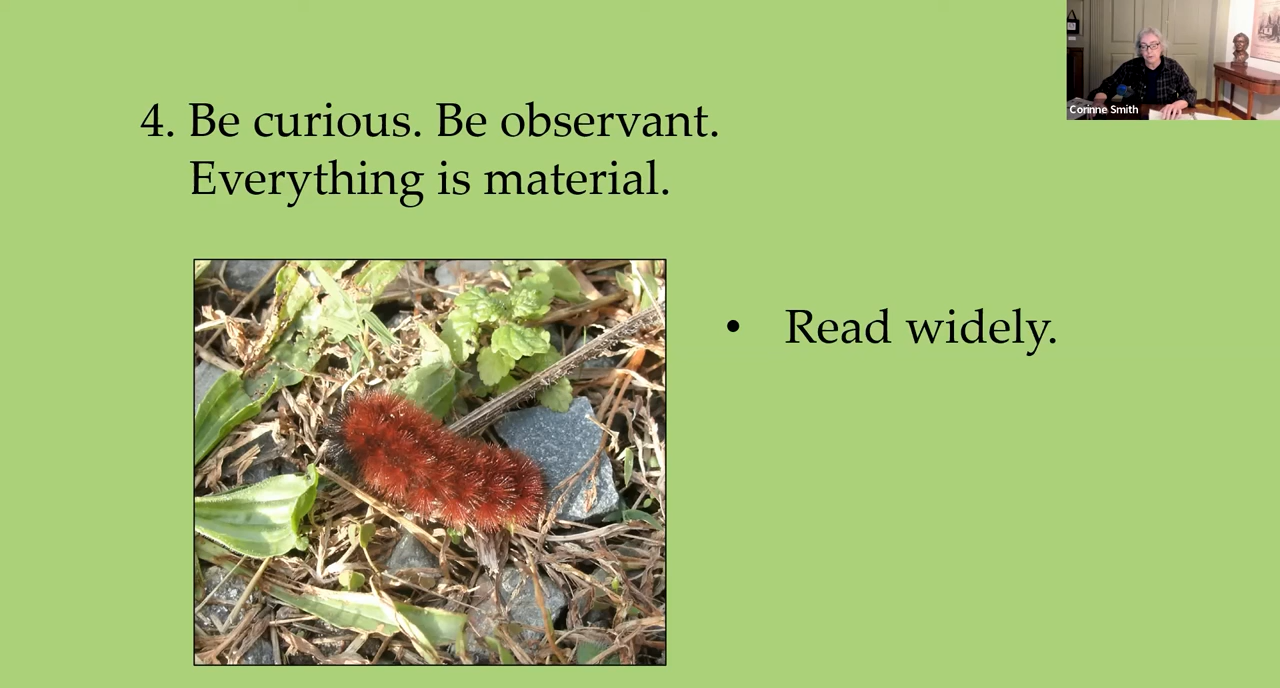 4. Be curious. Be observant.
Everything is material.
• Read widely.
Corinne Smith